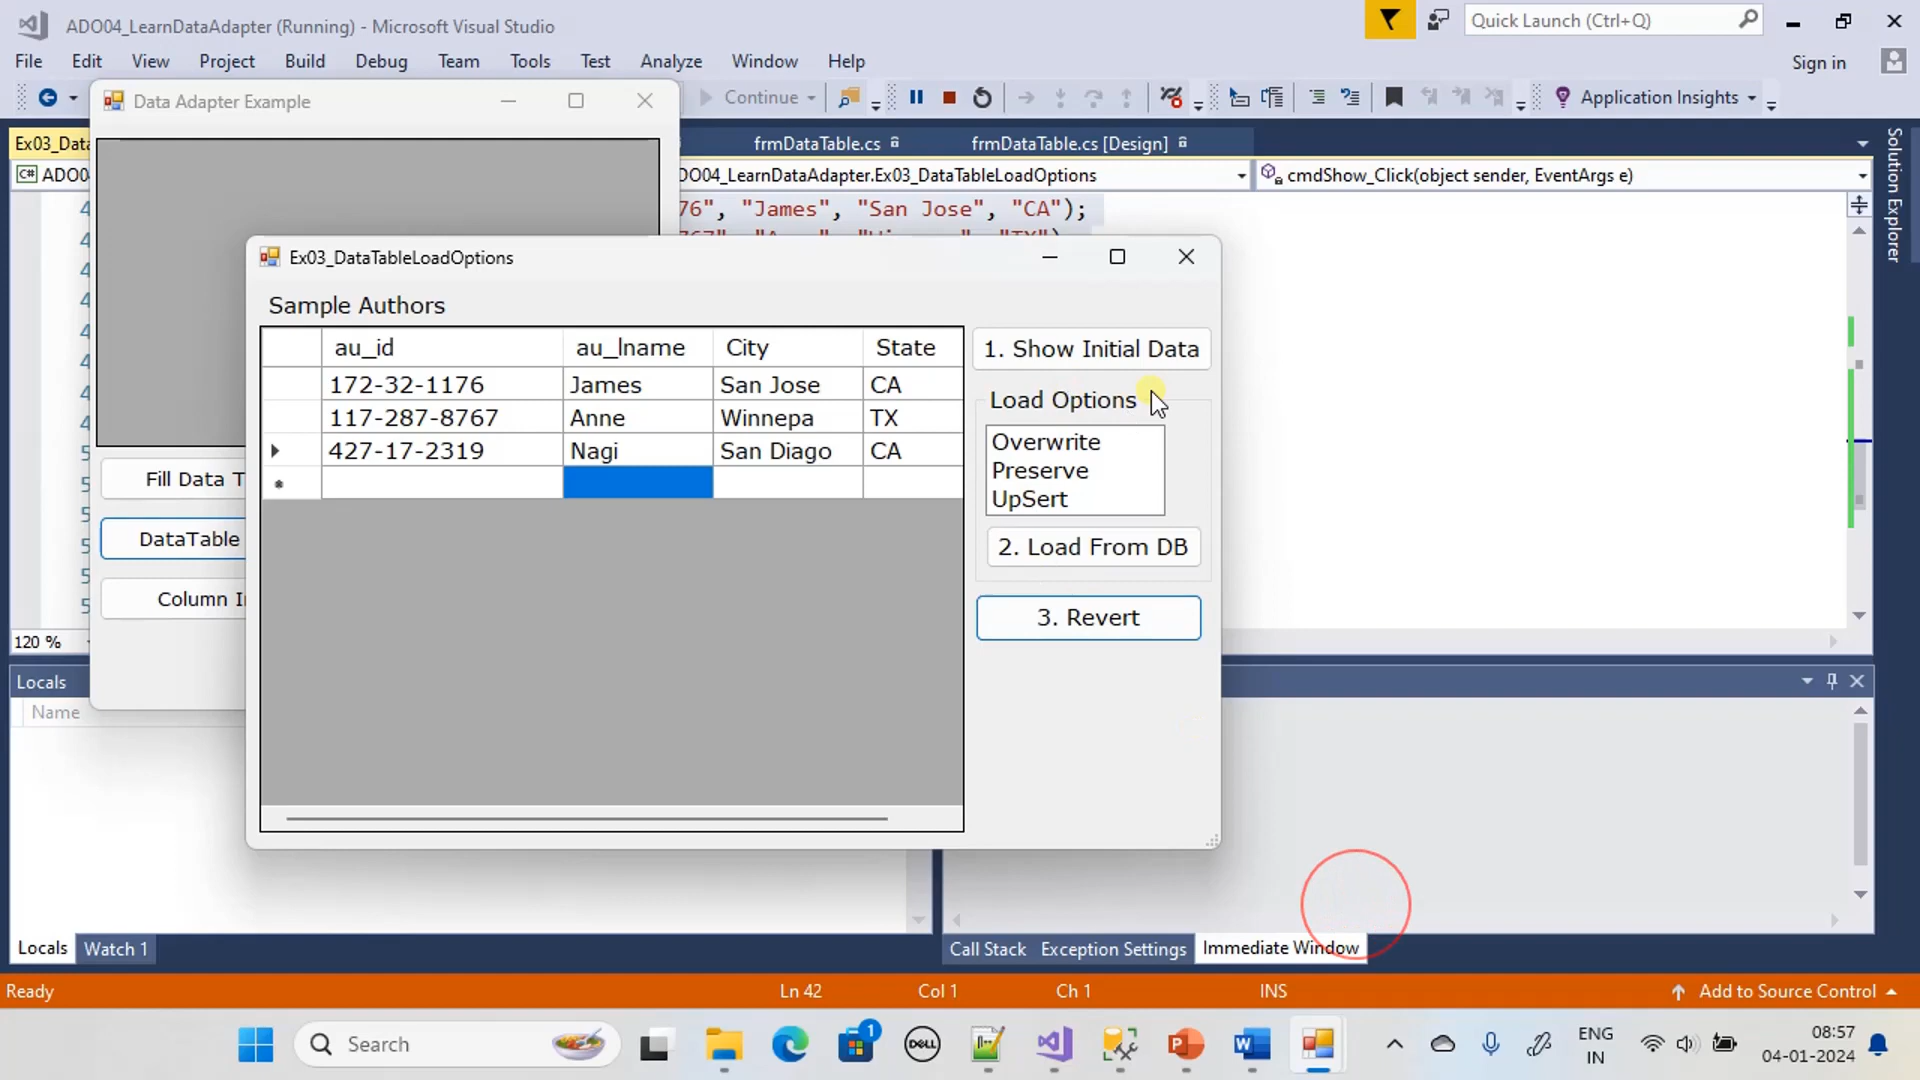 ADO04_LearnDataAdapter (Running) - Microsoft Visual Studio
Quick Launch (Ctrl+Q)
File Edit View Project Build Debug Team Tools Test Analyze Window Help
Sign in
Data Adapter Example
Continue
Application Insights
Ex03_Dat
frmDataTable.cs
frmDataTable.cs [Design]
C# ADO0
DO04_LearnDataAdapter.Ex03_DataTableLoadOptions
cmdShow_Click(object sender, EventArgs e)
Solution Explorer
76", "James", "San Jose", "CA");
Ex03_DataTableLoadOptions
Sample Authors
au_id au_lname City State
172-32-1176 James San Jose CA
117-287-8767 Anne Winnepa TX
427-17-2319 Nagi San Diago CA
1. Show Initial Data
Load Options
Overwrite
Preserve
UpSert
2. Load From DB
3. Revert
Fill Data T
DataTable
Column I
120 %
Locals
Name
Locals Watch 1
Call Stack Exception Settings Immediate Window
Ready
Ln 42
Col 1
Ch 1
INS
Add to Source Control
Search
1
DELL
W
ENG
IN
08:57
04-01-2024